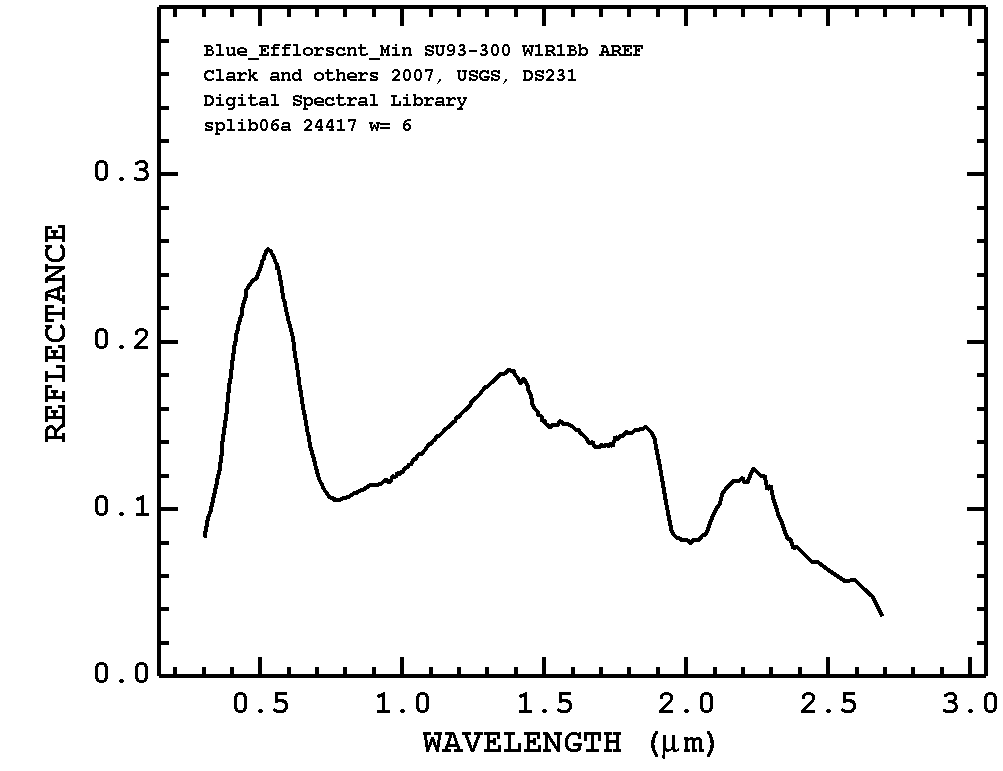 Blue_Efflorscnt_Min SU93-300 W1R1Bb AREF
Clark and others 2007, USGS, DS231
Digital Spectral Library
splib06a 24417 w= 6
0.3
0.2
0.1
0.0
REFLECTANCE
0.5 1.0 1.5 2.0 2.5 3.0
WAVELENGTH (μm)